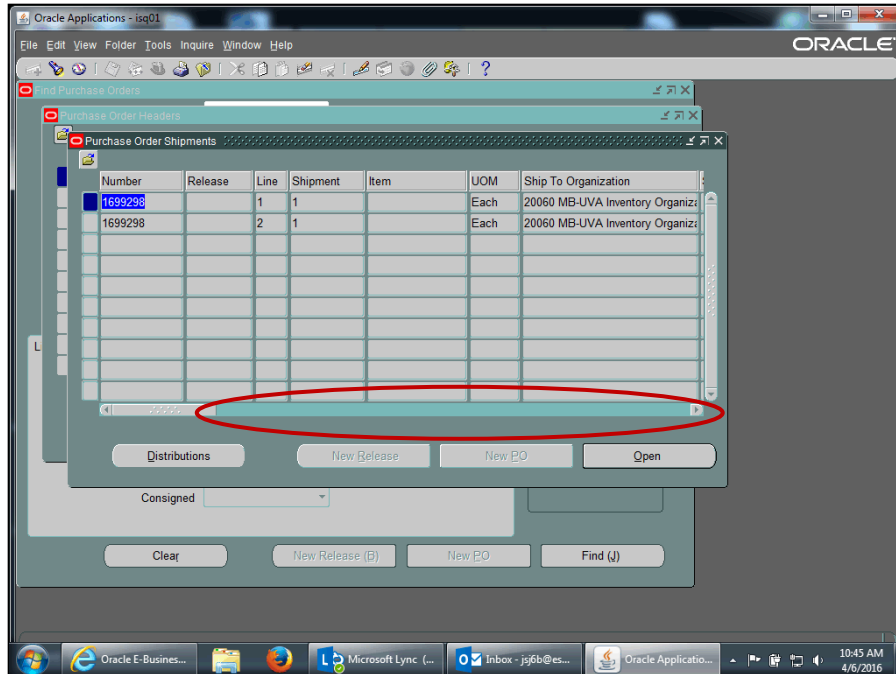 Oracle Applications - isq01
File Edit View Folder Tools Inquire Window Help
ORACLE
Find Purchase Orders
Purchase Order Headers
Purchase Order Shipments
Number Release Line Shipment Item UOM Ship To Organization
1699298 1 1 Each 20060 MB-UVA Inventory Organiza
1699298 2 1 Each 20060 MB-UVA Inventory Organiza
L
Distributions New Release New PO Open
Consigned
Clear New Release (B) New PO Find (J)
Oracle E-Busines... Microsoft Lync (... Inbox - jsj6b@es... Oracle Applicatio... 10:45 AM
4/6/2016